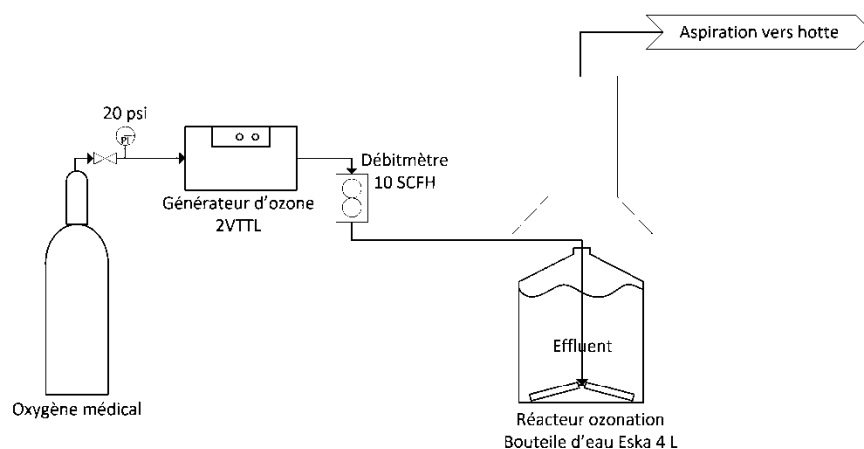 Aspiration vers hotte
20 psi
PI
Débitmètre
10 SCFH
Générateur d'ozone
2VTTL
Effluent
Oxygène médical
Réacteur ozonation
Bouteile d'eau Eska 4 L